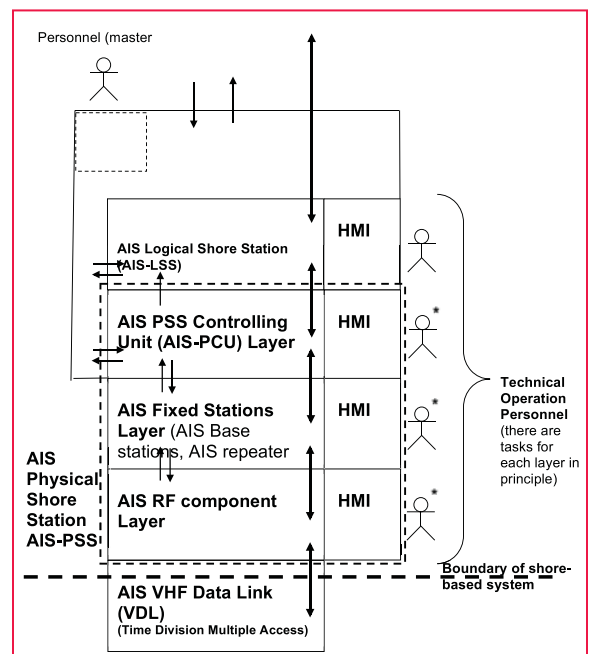 Personnel (master
HMI
AIS Logical Shore Station
(AIS-LSS)
AIS PSS Controlling
Unit (AIS-PCU) Layer
HMI
*
AIS Fixed Stations
Layer (AIS Base
stations, AIS repeater
HMI
*
AIS RF component
Layer
HMI
*
AIS
Physical
Shore
Station
AIS-PSS
Technical
Operation
Personnel
(there are
tasks for
each layer in
principle)
Boundary of shore-
based system
AIS VHF Data Link
(VDL)
(Time Division Multiple Access)